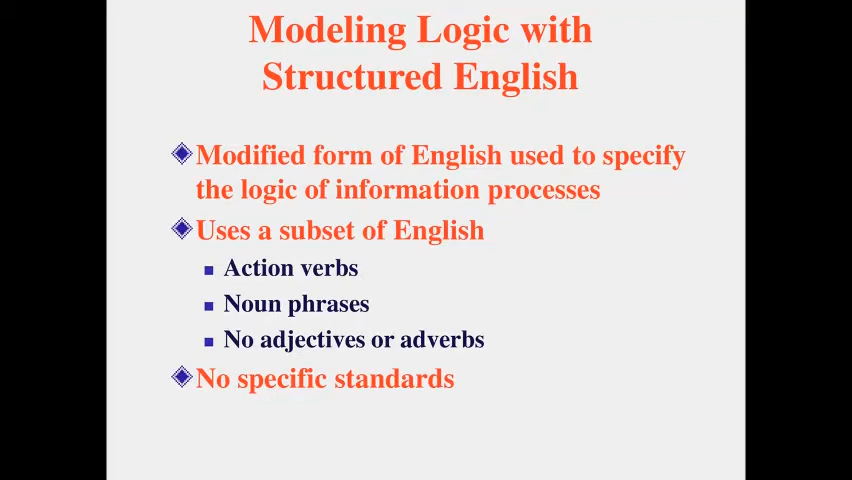 Modeling Logic with
Structured English
Modified form of English used to specify
the logic of information processes
Uses a subset of English
Action verbs
Noun phrases
No adjectives or adverbs
No specific standards